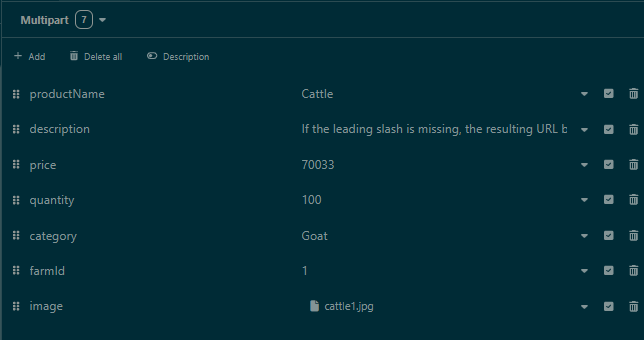 Multipart 7
Add Delete all Description
productName Cattle
description If the leading slash is missing, the resulting URL b
price 70033
quantity 100
category Goat
farmId 1
image cattle1.jpg